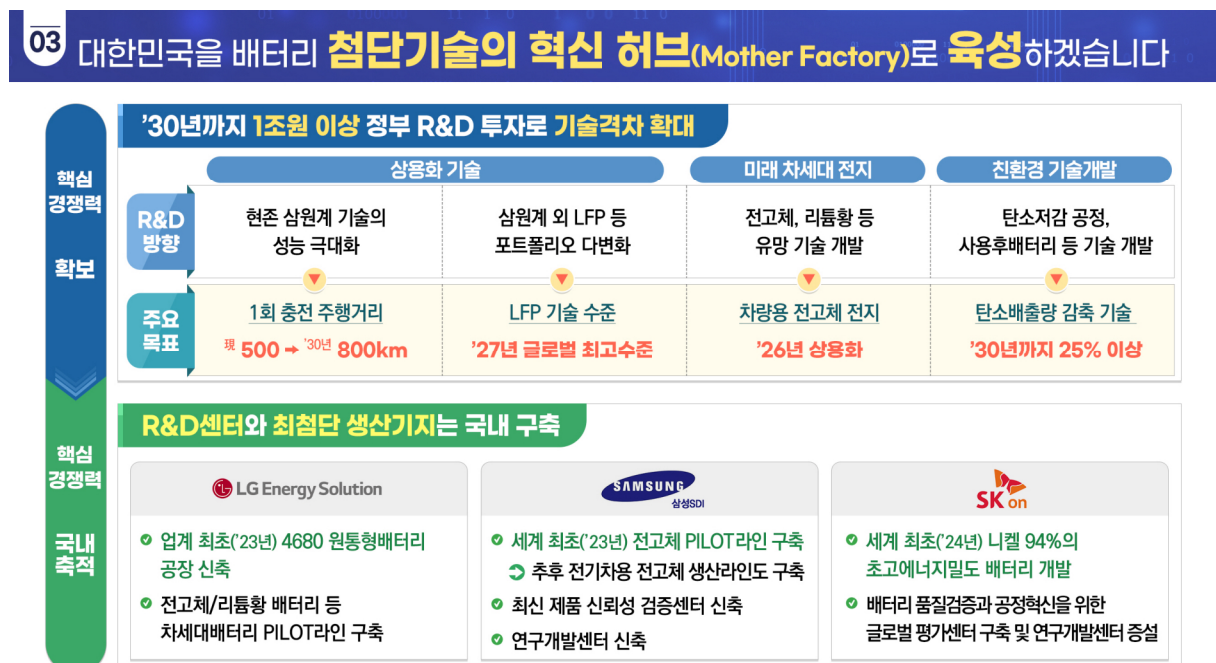 03 대한민국을 배터리 첨단기술의 혁신 허브(Mother Factory)로 육성하겠습니다
핵심
경쟁력
확보
'30년까지 1조원 이상 정부 R&D 투자로 기술격차 확대
상용화 기술
미래 차세대 전지
친환경 기술개발
R&D
방향
현존 삼원계 기술의
성능 극대화
삼원계 외 LFP 등
포트폴리오 다변화
전고체, 리튬황 등
유망 기술 개발
탄소저감 공정,
사용후배터리 등 기술 개발
주요
목표
1회 충전 주행거리
現 500 → '30년 800km
LFP 기술 수준
'27년 글로벌 최고수준
차량용 전고체 전지
'26년 상용화
탄소배출량 감축 기술
'30년까지 25% 이상
핵심
경쟁력
국내
축적
R&D센터와 최첨단 생산기지는 국내 구축
LG Energy Solution
업계 최초('23년) 4680 원통형배터리
공장 신축
전고체/리튬황 배터리 등
차세대배터리 PILOT라인 구축
SAMSUNG
삼성SDI
세계 최초('23년) 전고체 PILOT라인 구축
추후 전기차용 전고체 생산라인도 구축
최신 제품 신뢰성 검증센터 신축
연구개발센터 신축
SK on
세계 최초('24년) 니켈 94%의
초고에너지밀도 배터리 개발
배터리 품질검증과 공정혁신을 위한
글로벌 평가센터 구축 및 연구개발센터 증설